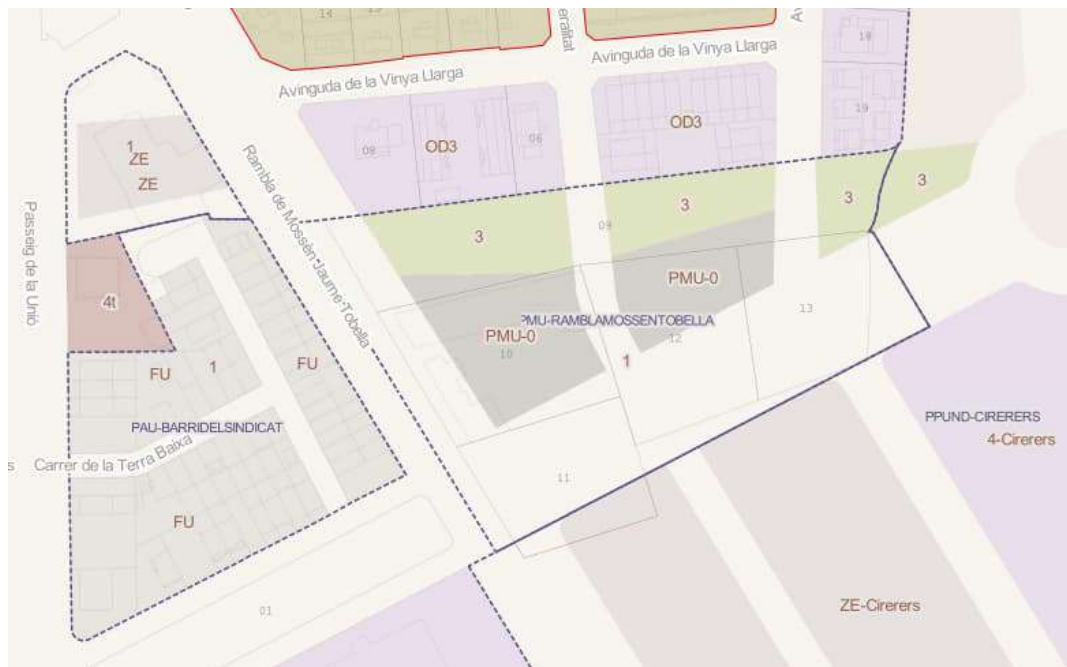 14
eralitat
Av
18
Avinguda de la Vinya Llarga
Avinguda de la Vinya Llarga
19
OD3
OD3
08
06
1
ZE
ZE
3
3
3
3
09
Passeig de la Unió
Rambla de Mossèn Jaume Tobella
4t
PMU-0
13
PMU-RAMBLAMOSSENTOBELLA
PMU-0
10
12
1
FU
1
FU
PAU-BARRIDELSINDICAT
PPUND-CIRERERS
4-Cirerers
s
Carrer de la Terra Baixa
11
FU
01
ZE-Cirerers